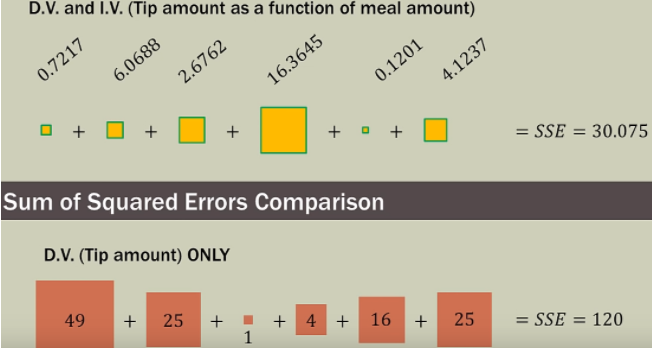 D.V. and I.V. (Tip amount as a function of meal amount)
0.7217 6.0688 2.6762 16.3645 0.1201 4.1237
+ + + + + = SSE = 30.075
Sum of Squared Errors Comparison
D.V. (Tip amount) ONLY
49 + 25 + 1 + 4 + 16 + 25 = SSE = 120